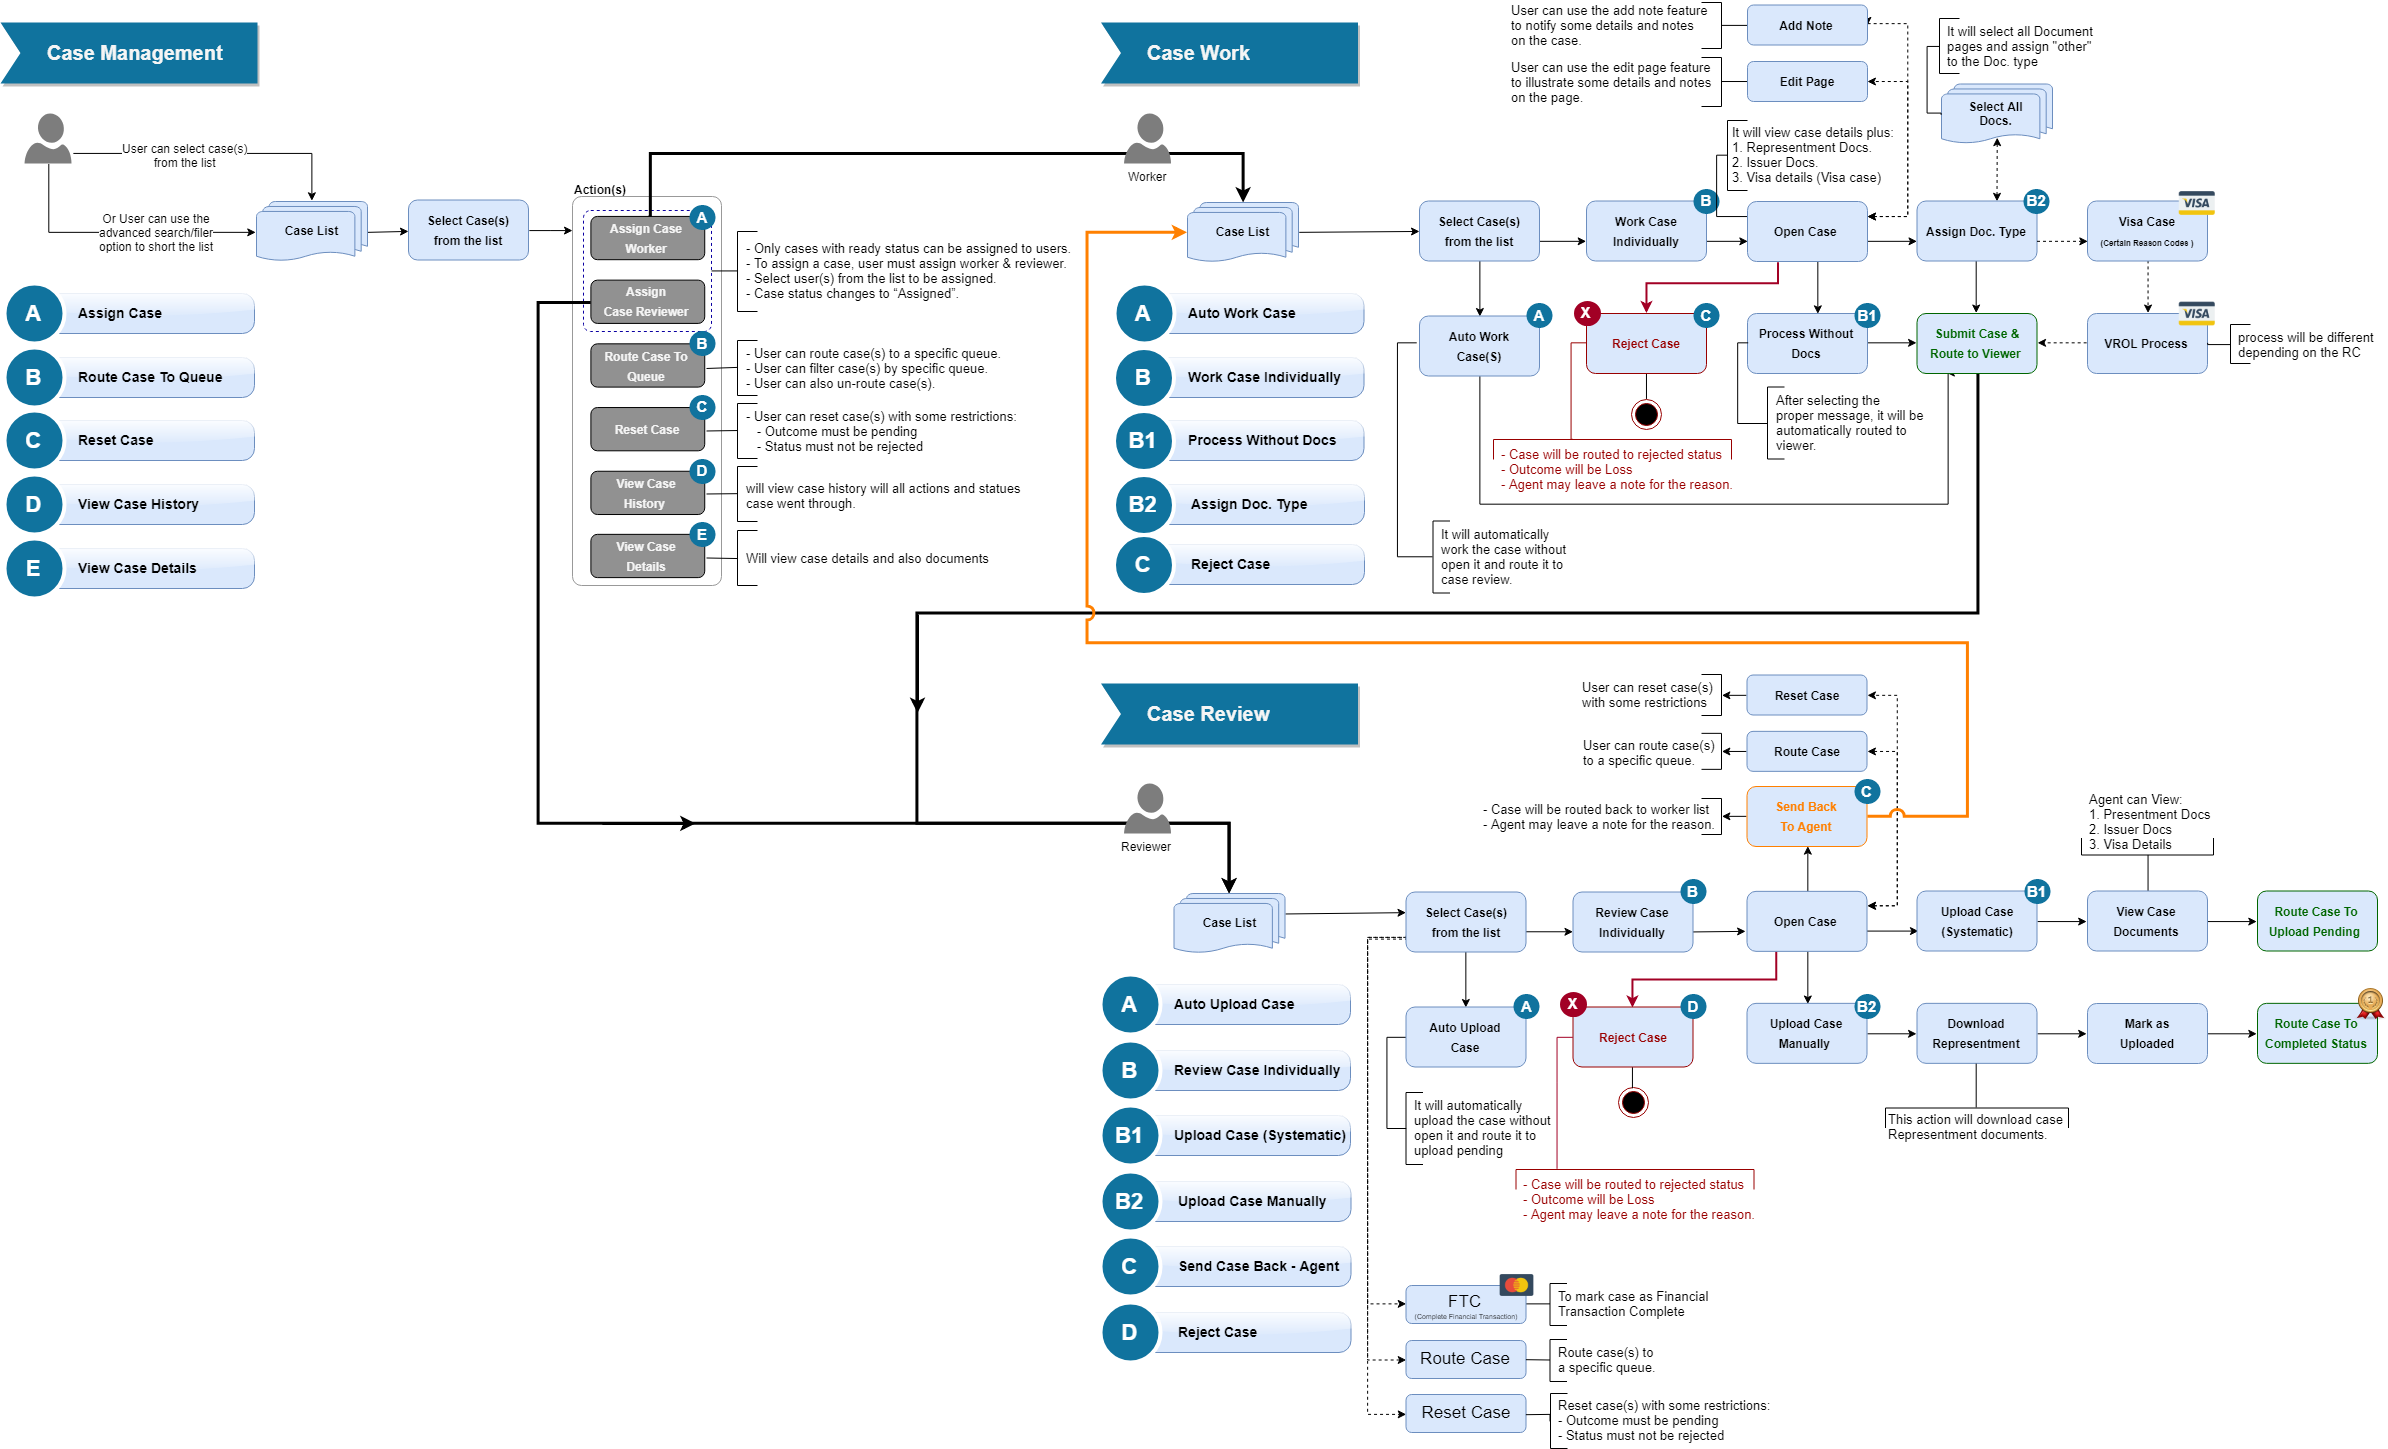 Case Management
User can select case(s)
from the list
Or User can use the
advanced search/filer
option to short the list
Case List
Select Case(s)
from the list
Action(s)
A
Assign Case
Worker
Assign
Case Reviewer
- Only cases with ready status can be assigned to users.
- To assign a case, user must assign worker & reviewer.
- Select user(s) from the list to be assigned.
- Case status changes to “Assigned”.
B
Route Case To
Queue
- User can route case(s) to a specific queue.
- User can filter case(s) by specific queue.
- User can also un-route case(s).
C
Reset Case
- User can reset case(s) with some restrictions:
- Outcome must be pending
- Status must not be rejected
D
View Case
History
will view case history will all actions and statues
case went through.
E
View Case
Details
Will view case details and also documents
A Assign Case
B Route Case To Queue
C Reset Case
D View Case History
E View Case Details
Case Work
Worker
Case List
Select Case(s)
from the list
B
Work Case
Individually
Open Case
User can use the add note feature
to notify some details and notes
on the case.
Add Note
User can use the edit page feature
to illustrate some details and notes
on the page.
Edit Page
It will view case details plus:
1. Representment Docs.
2. Issuer Docs.
3. Visa details (Visa case)
It will select all Document
pages and assign "other"
to the Doc. type
Select All
Docs.
B2
Assign Doc. Type
VISA
Visa Case
(Certain Reason Codes )
A
Auto Work
Case(S)
X
C
Reject Case
B1
Process Without
Docs
Submit Case &
Route to Viewer
VISA
VROL Process
process will be different
depending on the RC
After selecting the
proper message, it will be
automatically routed to
viewer.
- Case will be routed to rejected status
- Outcome will be Loss
- Agent may leave a note for the reason.
It will automatically
work the case without
open it and route it to
case review.
A Auto Work Case
B Work Case Individually
B1 Process Without Docs
B2 Assign Doc. Type
C Reject Case
Case Review
Reviewer
Case List
Select Case(s)
from the list
B
Review Case
Individually
Open Case
User can reset case(s)
with some restrictions
Reset Case
User can route case(s)
to a specific queue.
Route Case
- Case will be routed back to worker list
- Agent may leave a note for the reason.
C
Send Back
To Agent
Agent can View:
1. Presentment Docs
2. Issuer Docs
3. Visa Details
B1
Upload Case
(Systematic)
View Case
Documents
Route Case To
Upload Pending
A
Auto Upload
Case
X
D
Reject Case
B2
Upload Case
Manually
Download
Representment
Mark as
Uploaded
1
Route Case To
Completed Status
This action will download case
Representment documents.
It will automatically
upload the case without
open it and route it to
upload pending
- Case will be routed to rejected status
- Outcome will be Loss
- Agent may leave a note for the reason.
A Auto Upload Case
B Review Case Individually
B1 Upload Case (Systematic)
B2 Upload Case Manually
C Send Case Back - Agent
D Reject Case
FTC
(Complete Financial Transaction)
To mark case as Financial
Transaction Complete
Route Case
Route case(s) to
a specific queue.
Reset Case
Reset case(s) with some restrictions:
- Outcome must be pending
- Status must not be rejected